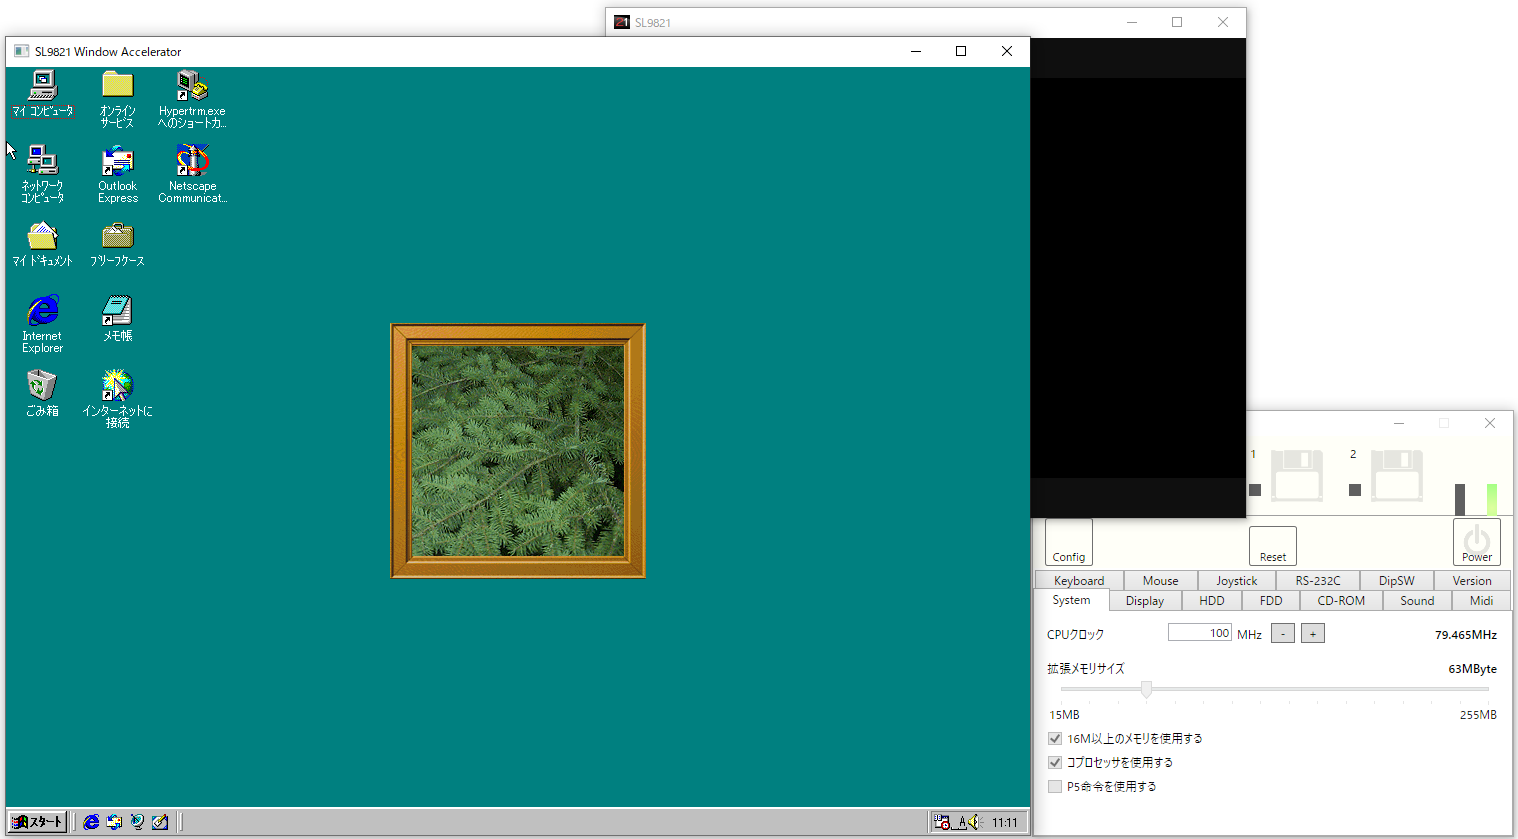 SL9821
SL9821 Window Accelerator
マイ コンピュータ
オンライン
サービス
Hypertrm.exe
へのショートカ...
ネットワーク
コンピュータ
Outlook
Express
Netscape
Communicat...
マイ ドキュメント
ブリーフケース
Internet
Explorer
メモ帳
ごみ箱
インターネットに
接続
スタート
A
11:11
1
2
Config
Reset
Power
Keyboard
Mouse
Joystick
RS-232C
DipSW
Version
System
Display
HDD
FDD
CD-ROM
Sound
Midi
CPUクロック
100
MHz
-
+
79.465MHz
拡張メモリサイズ
63MByte
15MB
255MB
16M以上のメモリを使用する
コプロセッサを使用する
P5命令を使用する